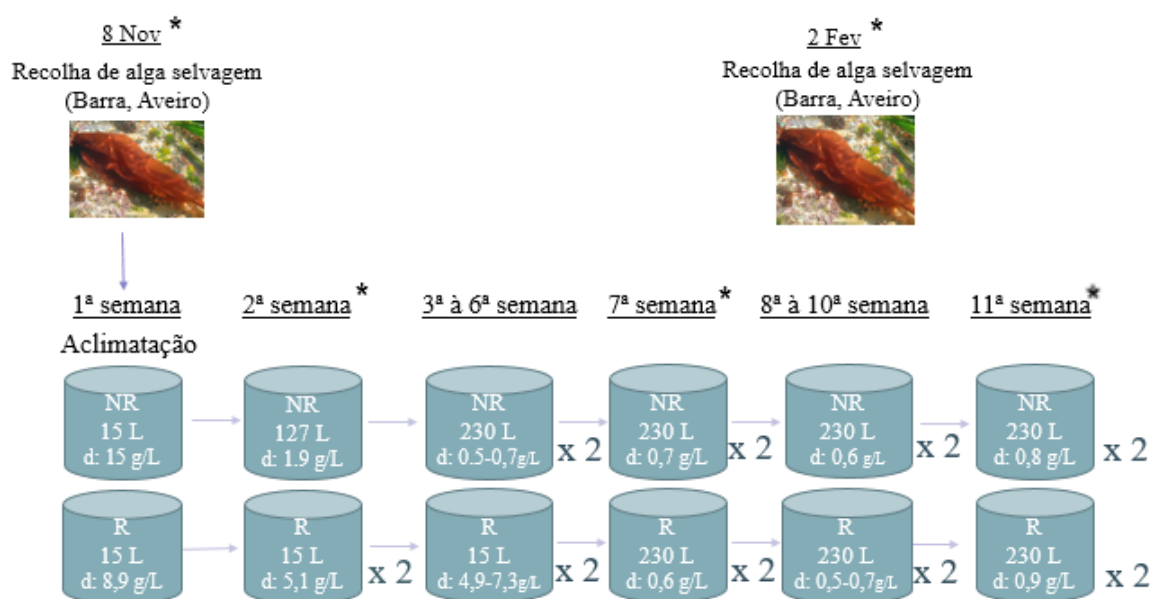 8 Nov *
Recolha de alga selvagem
(Barra, Aveiro)
2 Fev *
Recolha de alga selvagem
(Barra, Aveiro)
1ª semana
Aclimatação
2ª semana *
3ª à 6ª semana
7ª semana *
8ª à 10ª semana
11ª semana *
NR
15 L
d: 15 g/L
NR
127 L
d: 1.9 g/L
NR
230 L
d: 0.5-0,7g/L
x 2
NR
230 L
d: 0,7 g/L
x 2
NR
230 L
d: 0,6 g/L
x 2
NR
230 L
d: 0,8 g/L
x 2
R
15 L
d: 8,9 g/L
R
15 L
d: 5,1 g/L
x 2
R
15 L
d: 4,9-7,3g/L
x 2
R
230 L
d: 0,6 g/L
x 2
R
230 L
d: 0,5-0,7g/L
x 2
R
230 L
d: 0,9 g/L
x 2